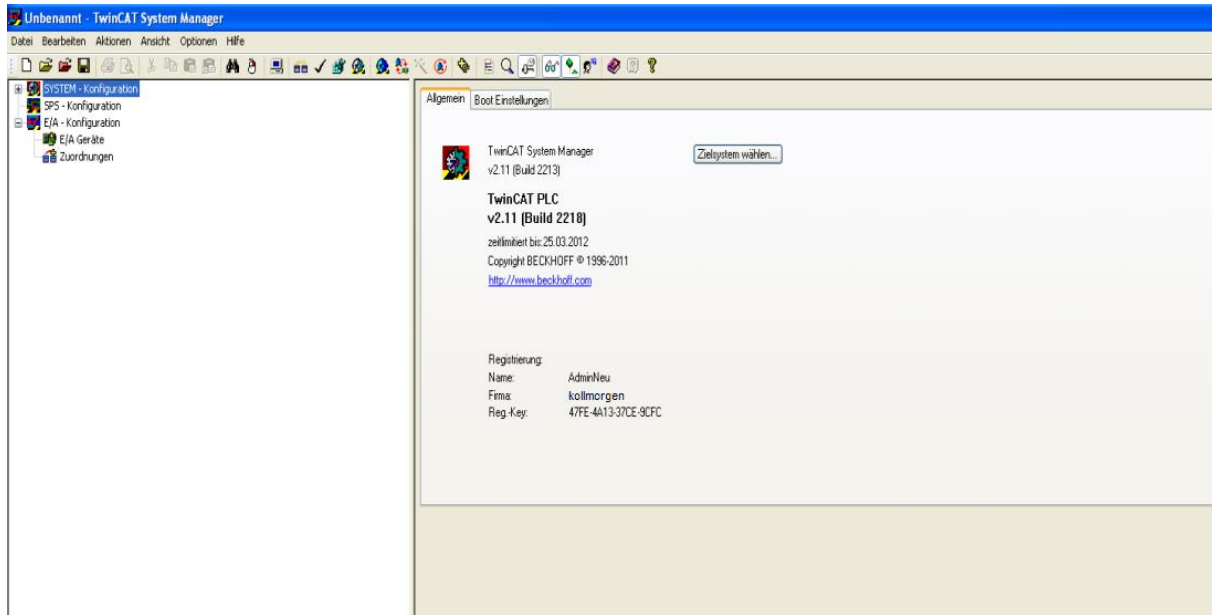 Unbenannt - TwinCAT System Manager
Datei Bearbeiten Aktionen Ansicht Optionen Hilfe
SYSTEM - Konfiguration
SPS - Konfiguration
E/A - Konfiguration
E/A Geräte
Zuordnungen
Allgemein Boot Einstellungen
TwinCAT System Manager
v2.11 (Build 2213)
Zielsystem wählen...
TwinCAT PLC
v2.11 (Build 2218)
zeitlimitiert bis: 25.03.2012
Copyright BECKHOFF © 1996-2011
http://www.beckhoff.com
Registrierung:
Name: AdminNeu
Firma: kollmorgen
Reg.-Key: 47FE-4A13-37CE-9CFC